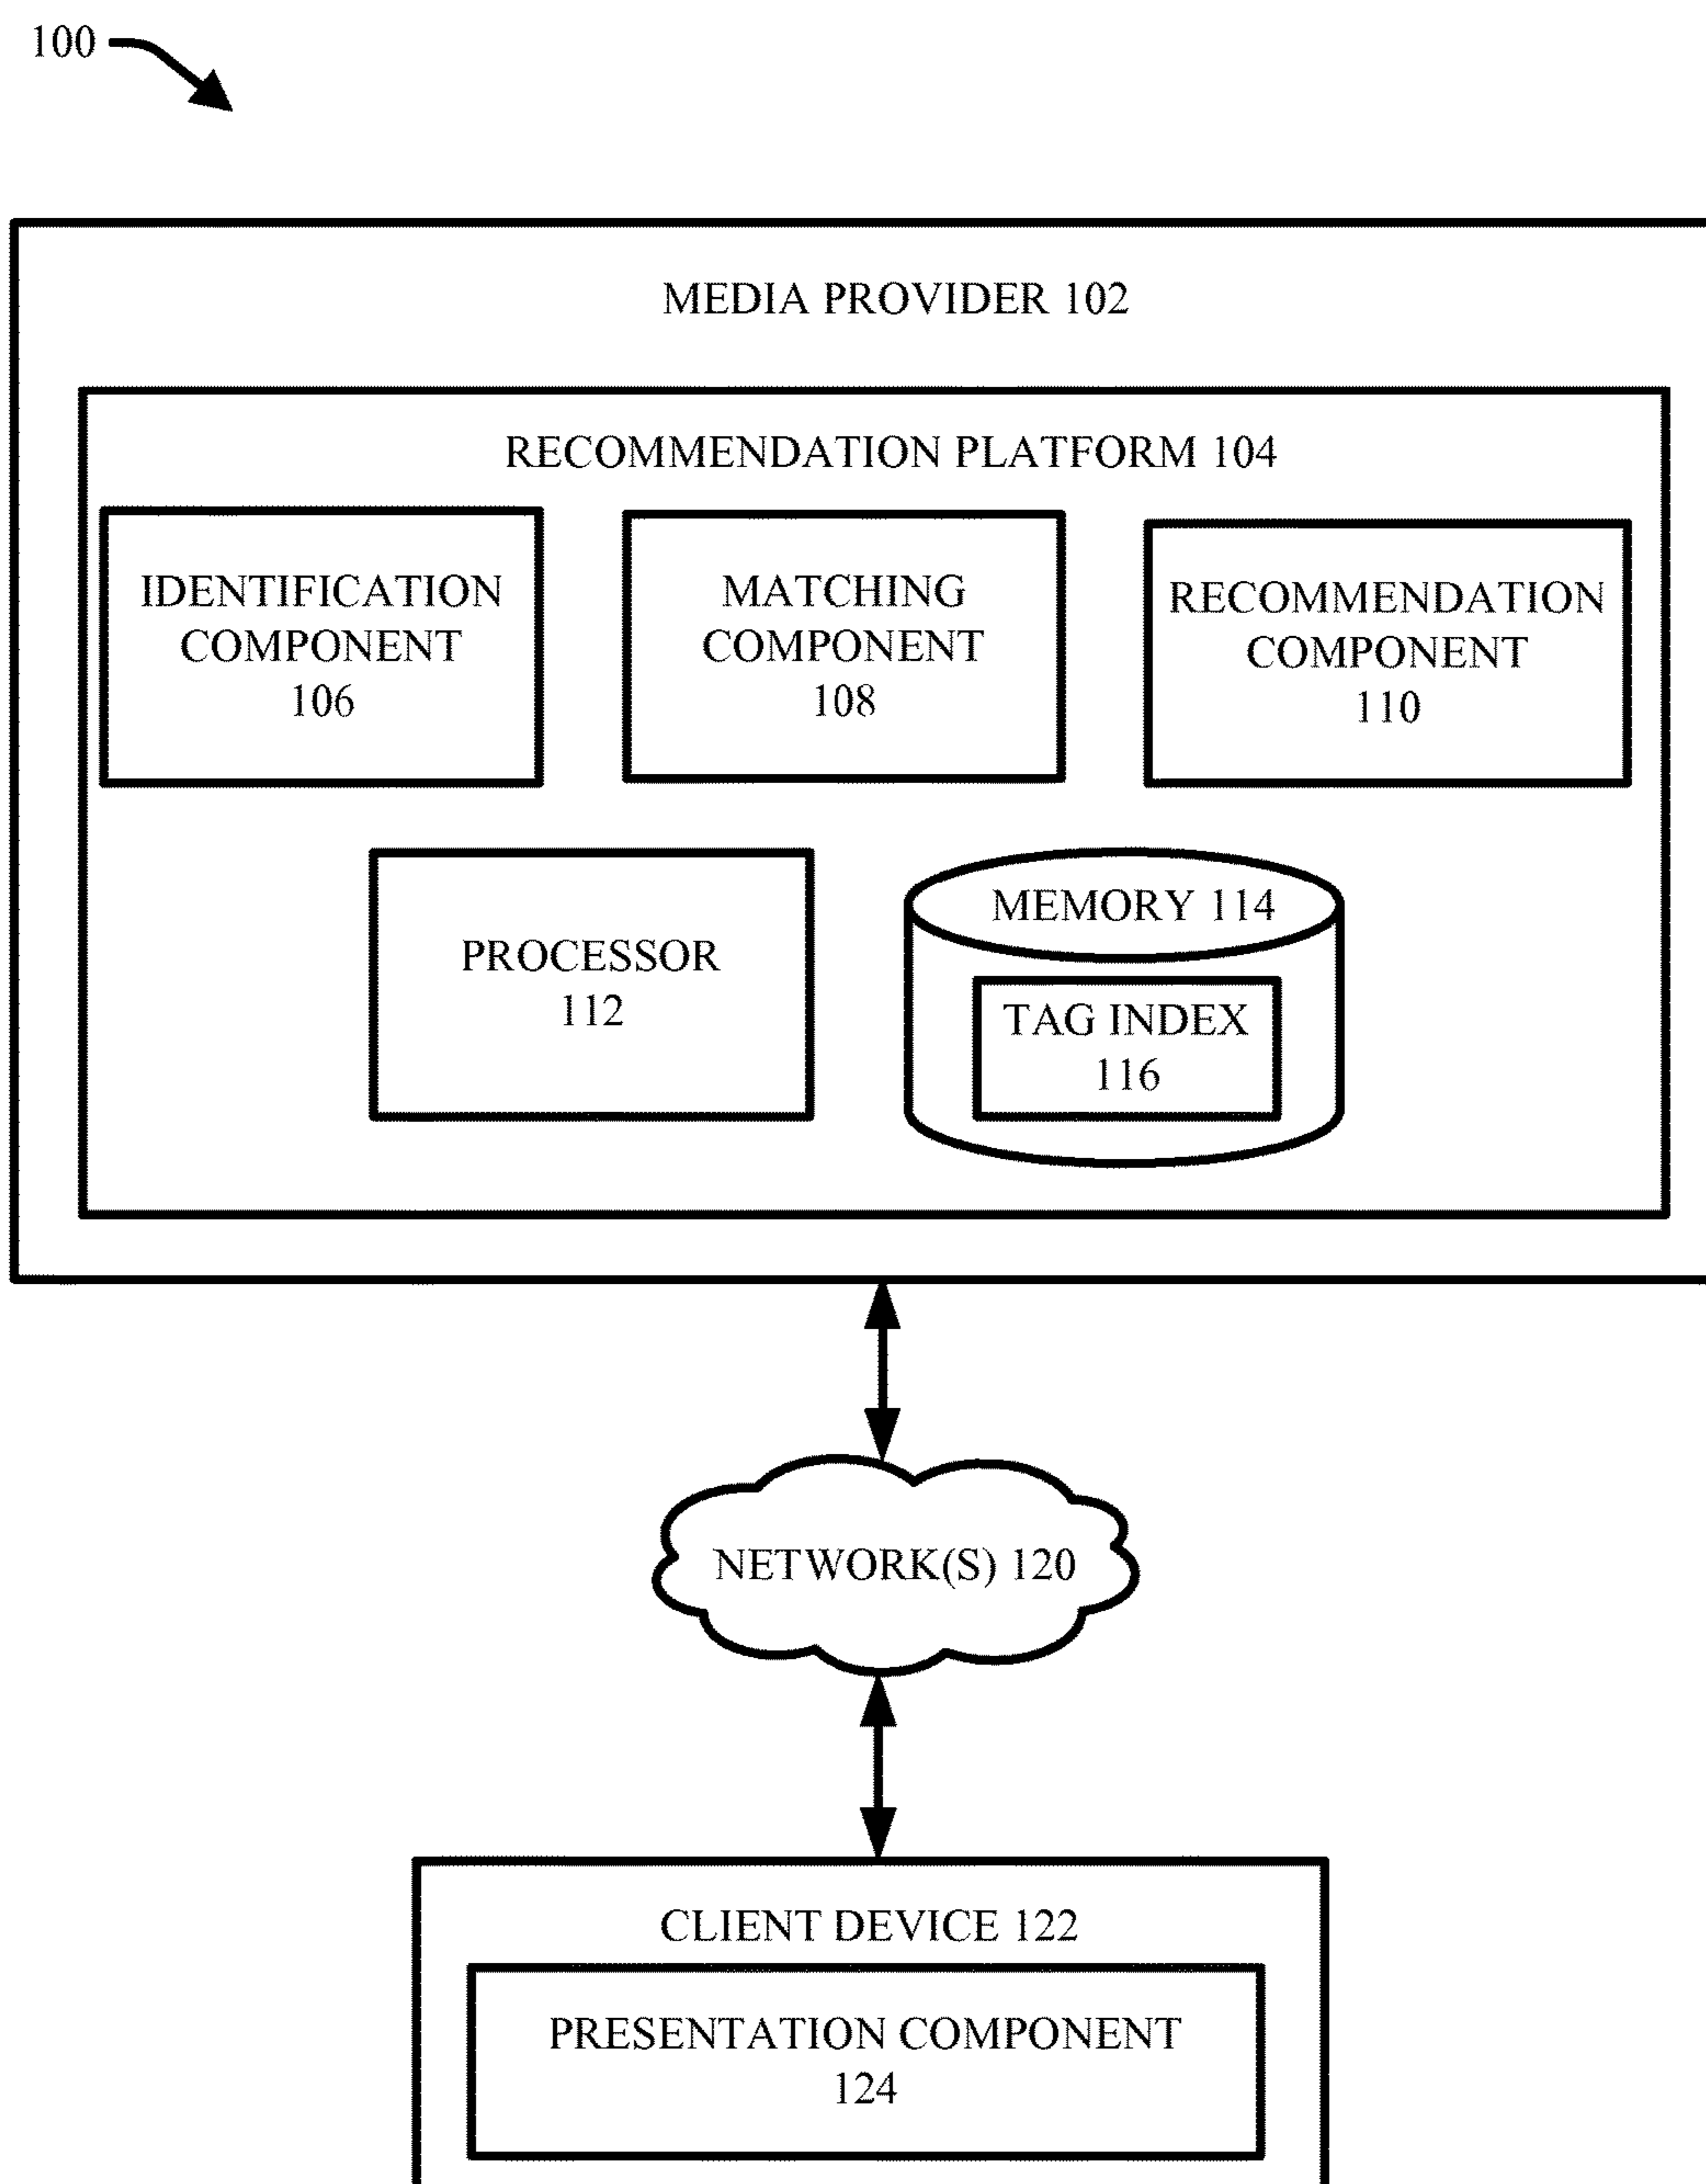 100
MEDIA PROVIDER 102
RECOMMENDATION PLATFORM 104
IDENTIFICATION
COMPONENT
106
MATCHING
COMPONENT
108
RECOMMENDATION
COMPONENT
110
PROCESSOR
112
MEMORY 114
TAG INDEX
116
NETWORK(S) 120
CLIENT DEVICE 122
PRESENTATION COMPONENT
124